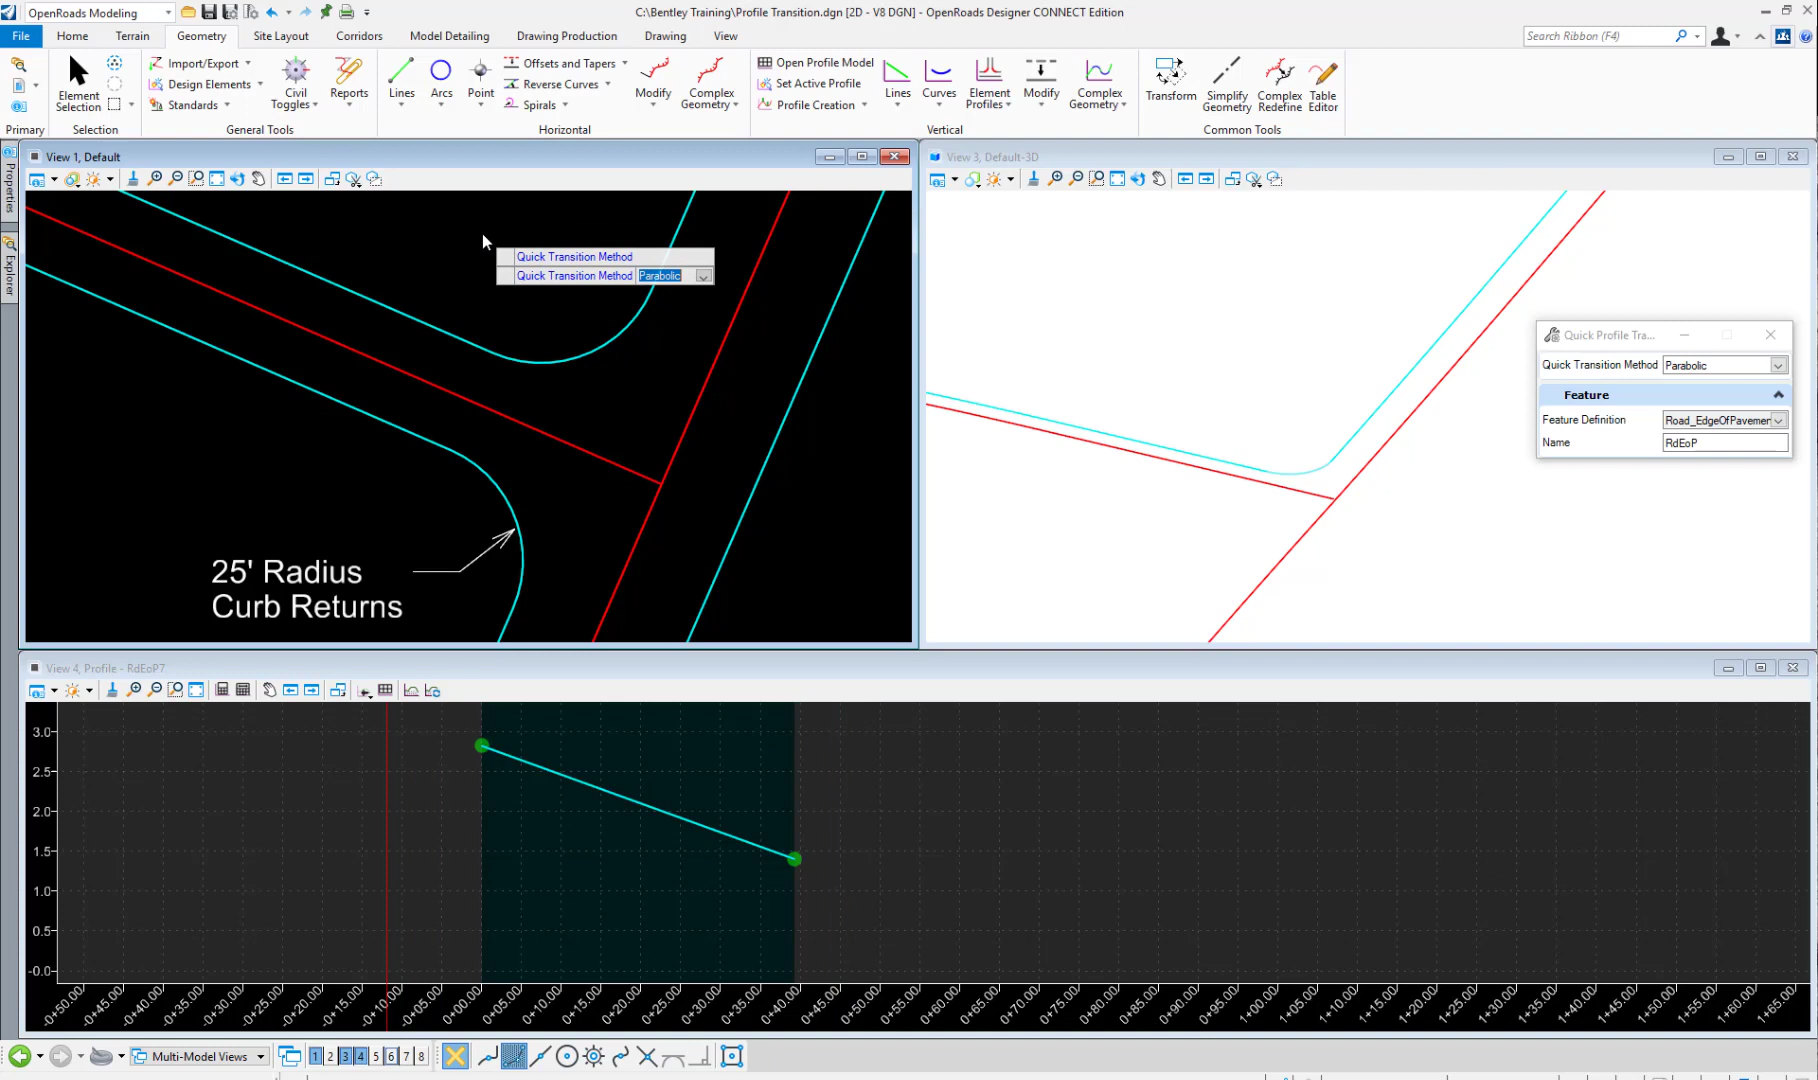 OpenRoads Modeling
C:\Bentley Training\Profile Transition.dgn [2D - V8 DGN] - OpenRoads Designer CONNECT Edition
File Home Terrain Geometry Site Layout Corridors Model Detailing Drawing Production Drawing View
Search Ribbon (F4)
Element Selection
Import/Export
Design Elements
Standards
Civil Toggles
Reports
Lines
Arcs
Point
Offsets and Tapers
Reverse Curves
Spirals
Modify
Complex Geometry
Open Profile Model
Set Active Profile
Profile Creation
Lines
Curves
Element Profiles
Modify
Complex Geometry
Transform
Simplify Geometry
Complex Redefine
Table Editor
Primary Selection General Tools Horizontal Vertical Common Tools
Properties
Explorer
View 1, Default
Quick Transition Method
Quick Transition Method Parabolic
25' Radius
Curb Returns
View 3, Default-3D
Quick Profile Tra...
Quick Transition Method Parabolic
Feature
Feature Definition Road_EdgeOfPavemen
Name RdEoP
View 4, Profile - RdEoP7
3.0
2.5
2.0
1.5
1.0
0.5
-0.0
-0+50.00 -0+45.00 -0+40.00 -0+35.00 -0+30.00 -0+25.00 -0+20.00 -0+15.00 -0+10.00 -0+05.00 0+00.00 0+05.00 0+10.00 0+15.00 0+20.00 0+25.00 0+30.00 0+35.00 0+40.00 0+45.00 0+50.00 0+55.00 0+60.00 0+65.00 0+70.00 0+75.00 0+80.00 0+85.00 0+90.00 0+95.00 1+00.00 1+05.00 1+10.00 1+15.00 1+20.00 1+25.00 1+30.00 1+35.00 1+40.00 1+45.00 1+50.00 1+55.00 1+60.00 1+65.00
Multi-Model Views 1 2 3 4 5 6 7 8